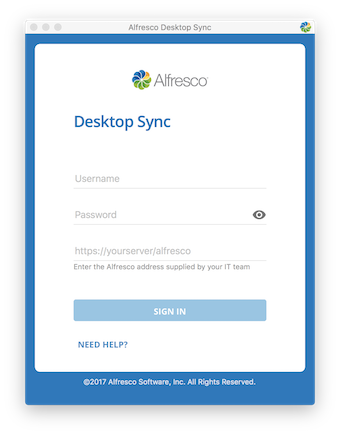 Alfresco Desktop Sync
Alfresco
Desktop Sync
Username
Password
https://yourserver/alfresco
Enter the Alfresco address supplied by your IT team
SIGN IN
NEED HELP?
©2017 Alfresco Software, Inc. All Rights Reserved.